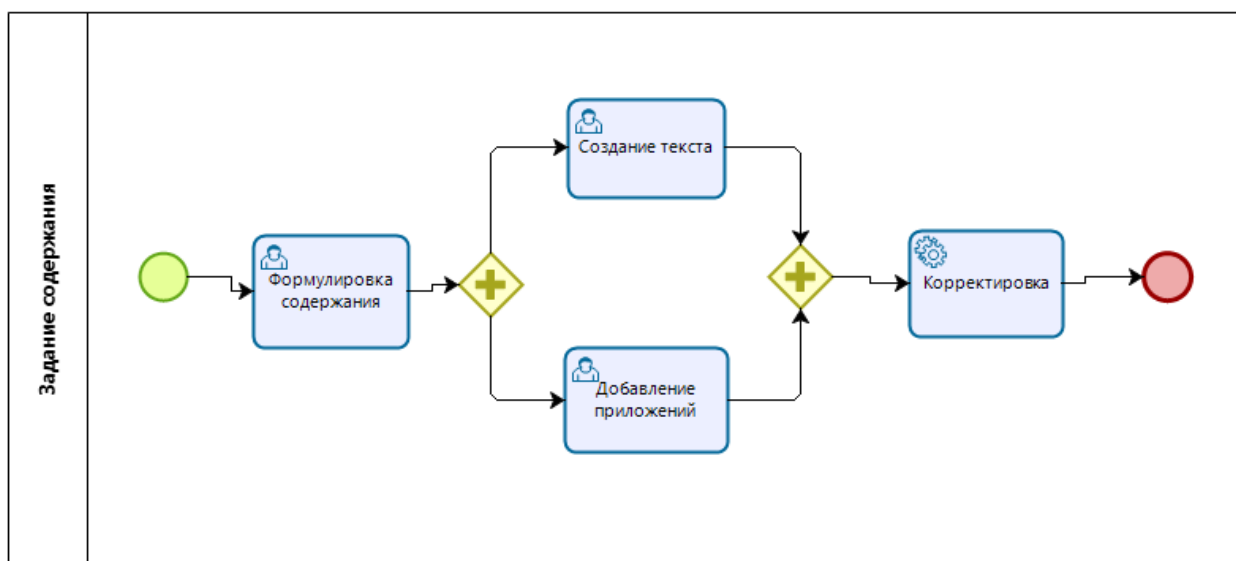 Задание содержания
Формулировка
содержания
Создание текста
Добавление
приложений
Корректировка